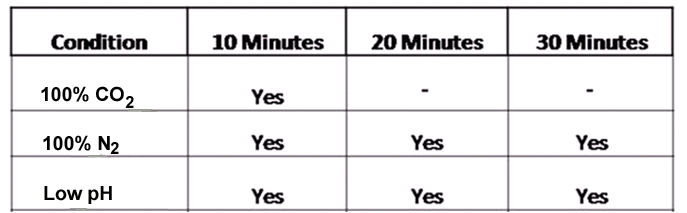 Condition 10 Minutes 20 Minutes 30 Minutes
100% CO₂ Yes - -
100% N₂ Yes Yes Yes
Low pH Yes Yes Yes